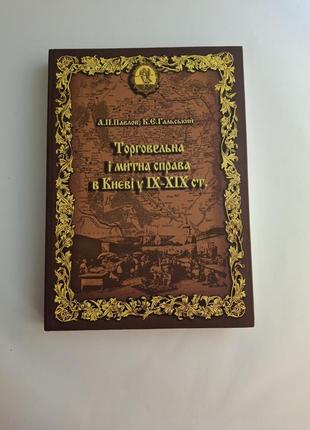 А.П.Павлов, К.Є.Гальський
Торговельна
і митна справа
в Києві у IX-XIX ст.